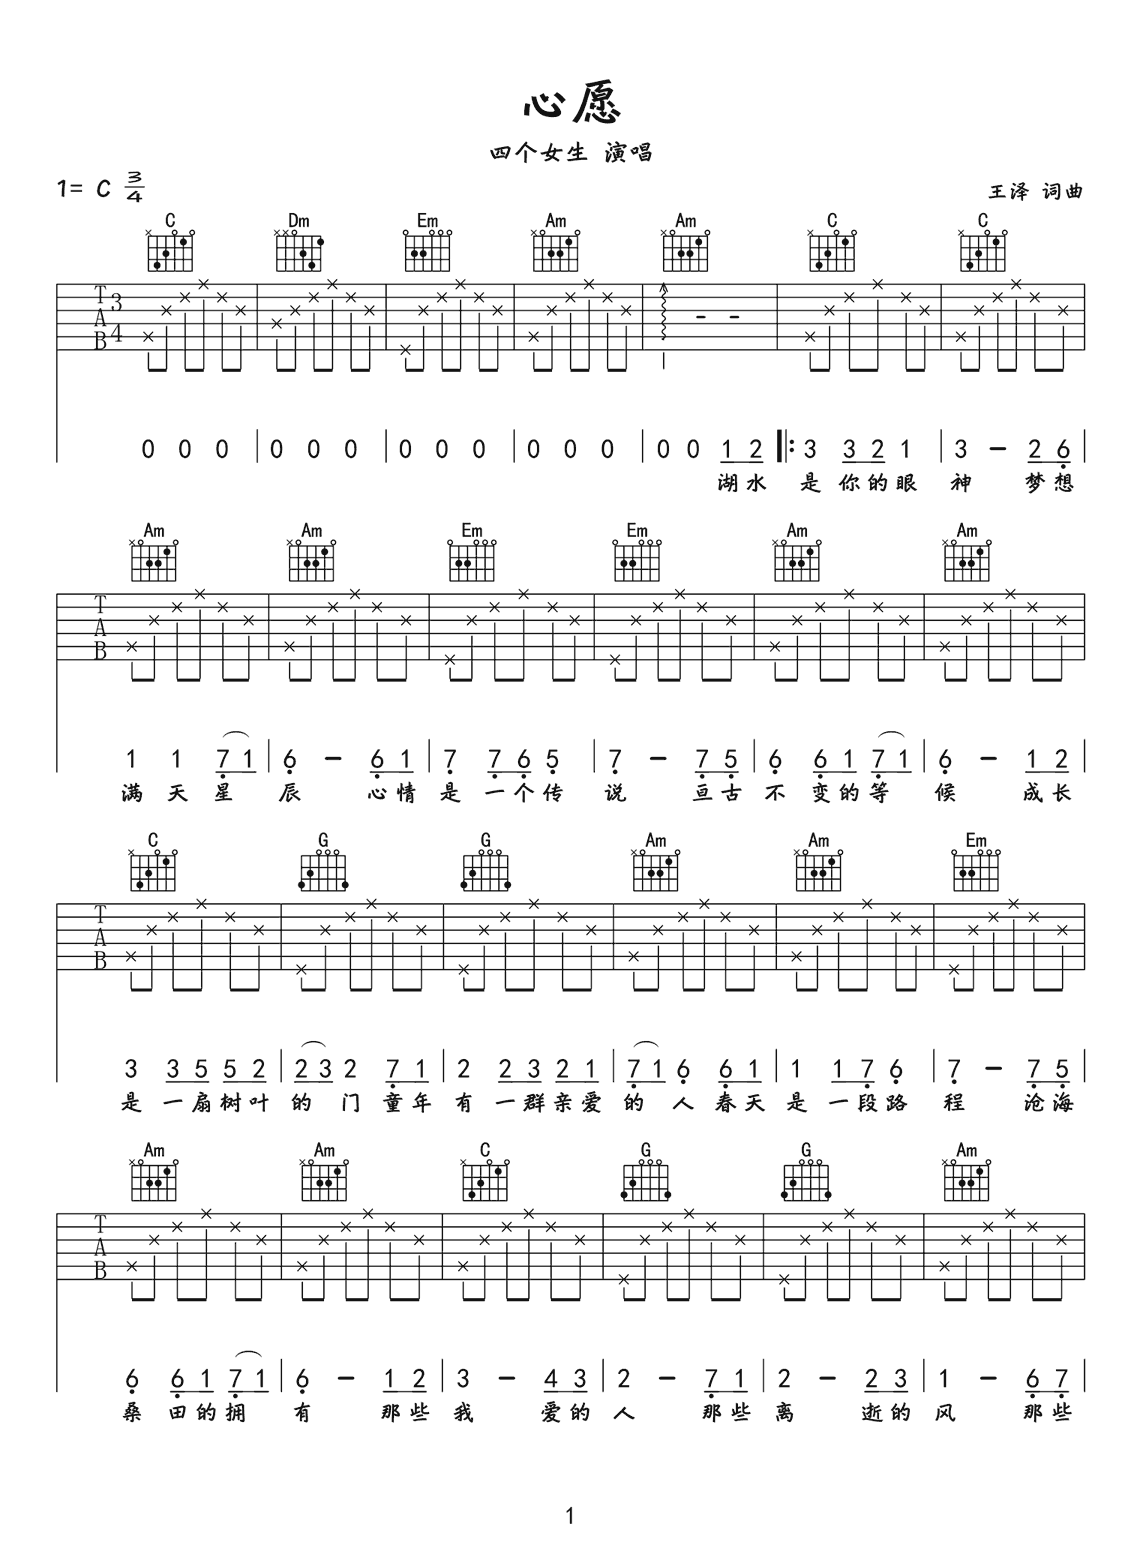 心愿
四个女生 演唱
1= C 3/4
王泽 词曲
C Dm Em Am Am C C
T A B 3 4
0 0 0 0 0 0 0 0 0 0 0 0 0 0 1 2 3 3 2 1 3 - 2 6
湖水 是 你的眼 神 梦想
Am Am Em Em Am Am
T A B
1 1 7 1 6 - 6 1 7 7 6 5 7 - 7 5 6 6 1 7 1 6 - 1 2
满 天 星 辰 心情 是 一个传 说 亘古 不 变的等 候 成长
C G G Am Am Em
T A B
3 3 5 5 2 2 3 2 7 1 2 2 3 2 1 7 1 6 6 1 1 1 7 6 7 - 7 5
是 一扇树叶 的 门 童年 有 一群亲爱 的 人 春天 是 一段路 程 沧海
Am Am C G G Am
T A B
6 6 1 7 1 6 - 1 2 3 - 4 3 2 - 7 1 2 - 2 3 1 - 6 7
桑 田的拥 有 那些 我 爱的 人 那些 离 逝的 风 那些
1